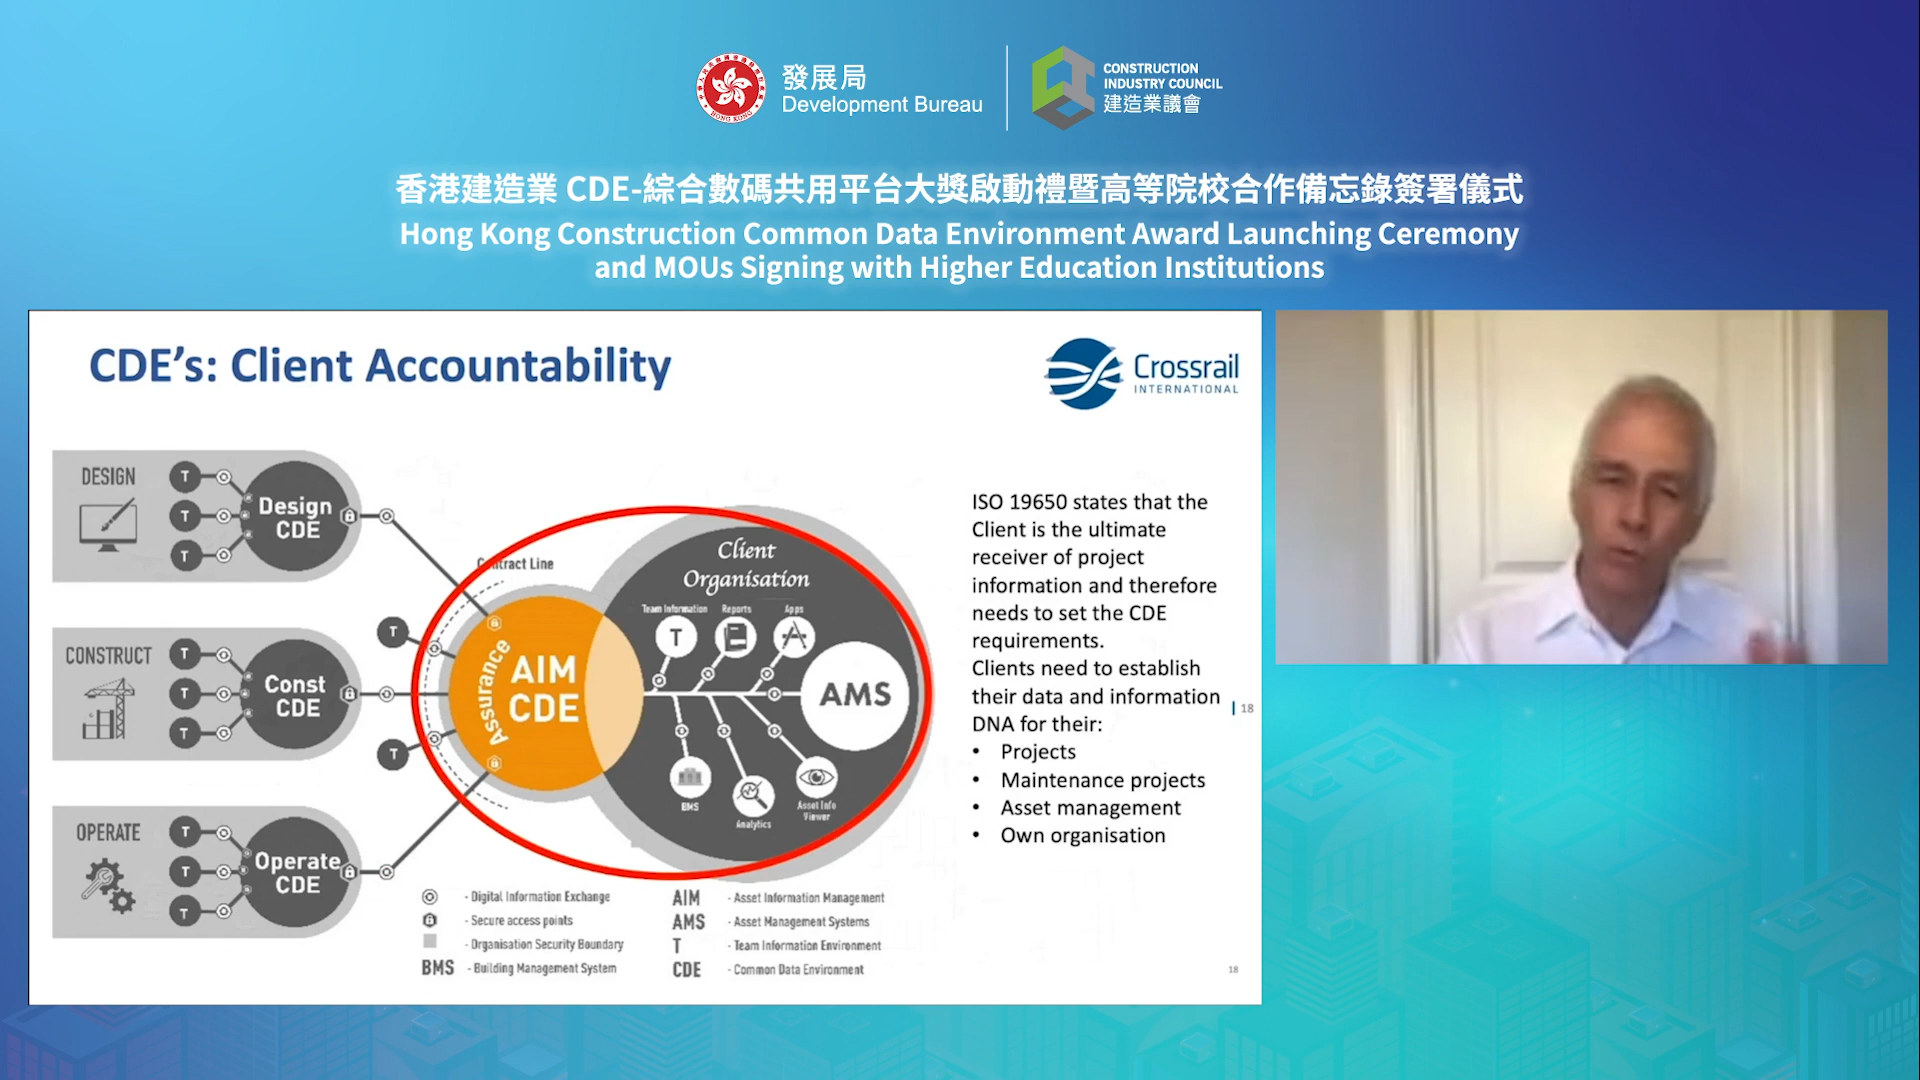 發展局
Development Bureau
CONSTRUCTION
INDUSTRY COUNCIL
建造業議會
香港建造業 CDE-綜合數碼共用平台大獎啟動禮暨高等院校合作備忘錄簽署儀式
Hong Kong Construction Common Data Environment Award Launching Ceremony
and MOUs Signing with Higher Education Institutions
CDE’s: Client Accountability
Crossrail
INTERNATIONAL
DESIGN
T
T
T
Design
CDE
CONSTRUCT
T
T
T
Const
CDE
OPERATE
T
T
T
Operate
CDE
T
T
Contract Line
Assurance
AIM
CDE
Client
Organisation
Team Information
Reports
Apps
T
AMS
BMS
Analytics
Asset Info
Viewer
- Digital Information Exchange
- Secure access points
- Organisation Security Boundary
BMS - Building Management System
AIM - Asset Information Management
AMS - Asset Management Systems
T - Team Information Environment
CDE - Common Data Environment
ISO 19650 states that the
Client is the ultimate
receiver of project
information and therefore
needs to set the CDE
requirements.
Clients need to establish
their data and information
DNA for their:
• Projects
• Maintenance projects
• Asset management
• Own organisation
18
18